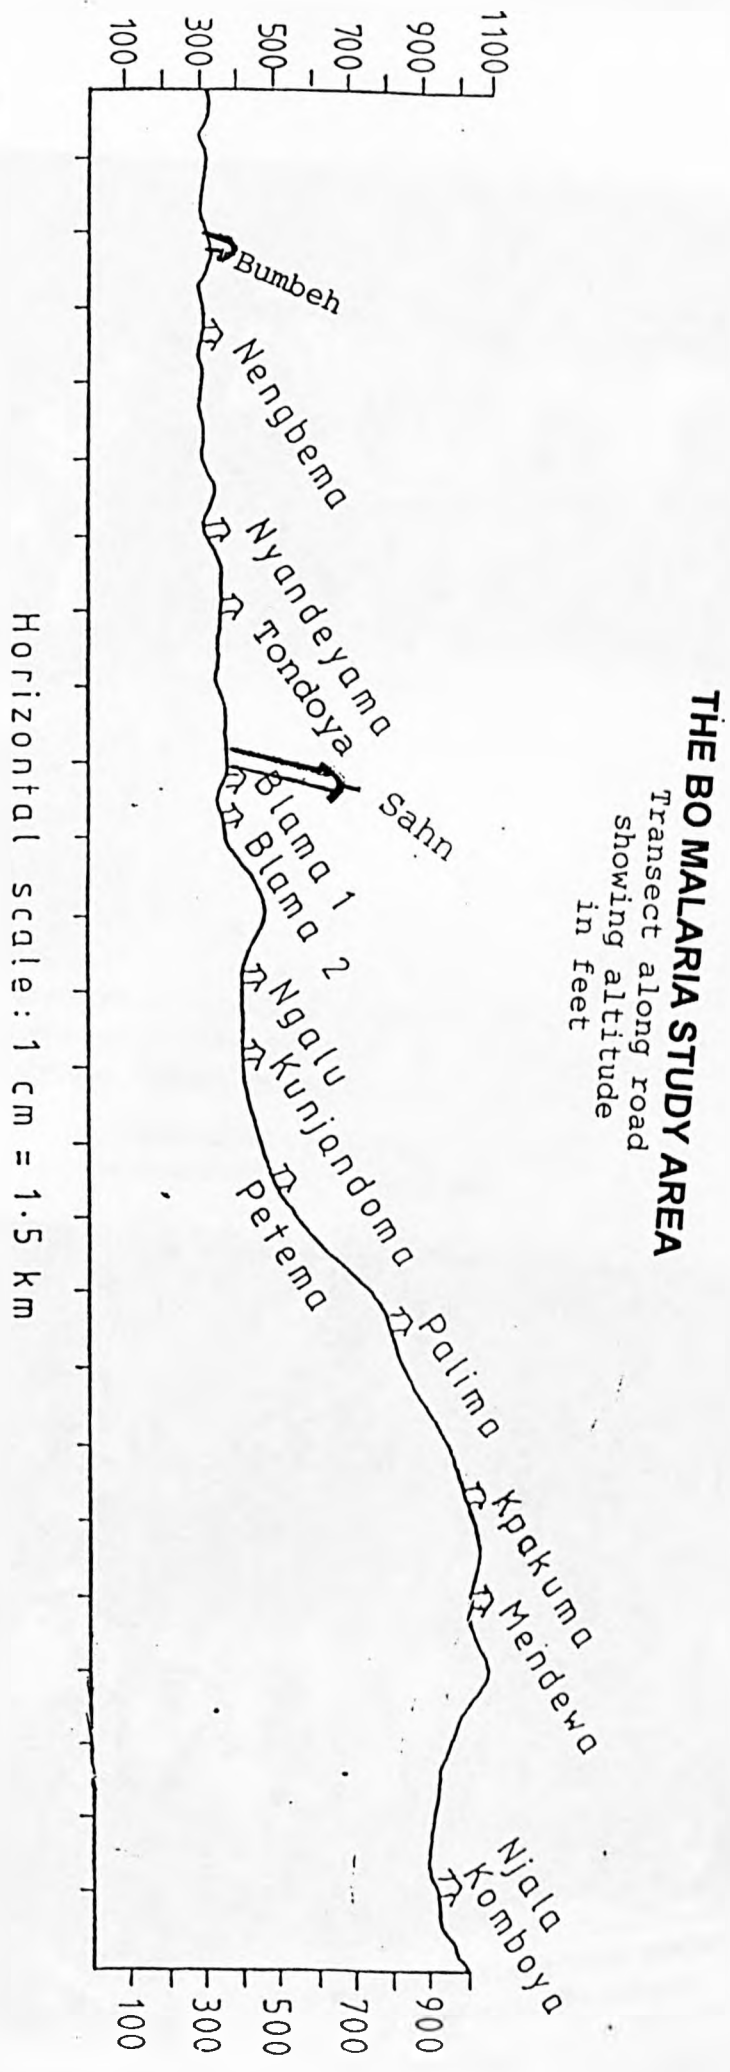 THE BO MALARIA STUDY AREA
Transect along road
showing altitude
in feet
1100
900
700
500
300
100
Bumbeh
Nengbema
Nyandeyama
Tondoya
Sahn
Blama 1
Blama 2
Ngalu
Kunjandoma
Petema
Palima
Kpakuma
Mendewa
Njala
Komboya
900
700
500
300
100
Horizontal scale: 1 cm = 1·5 km